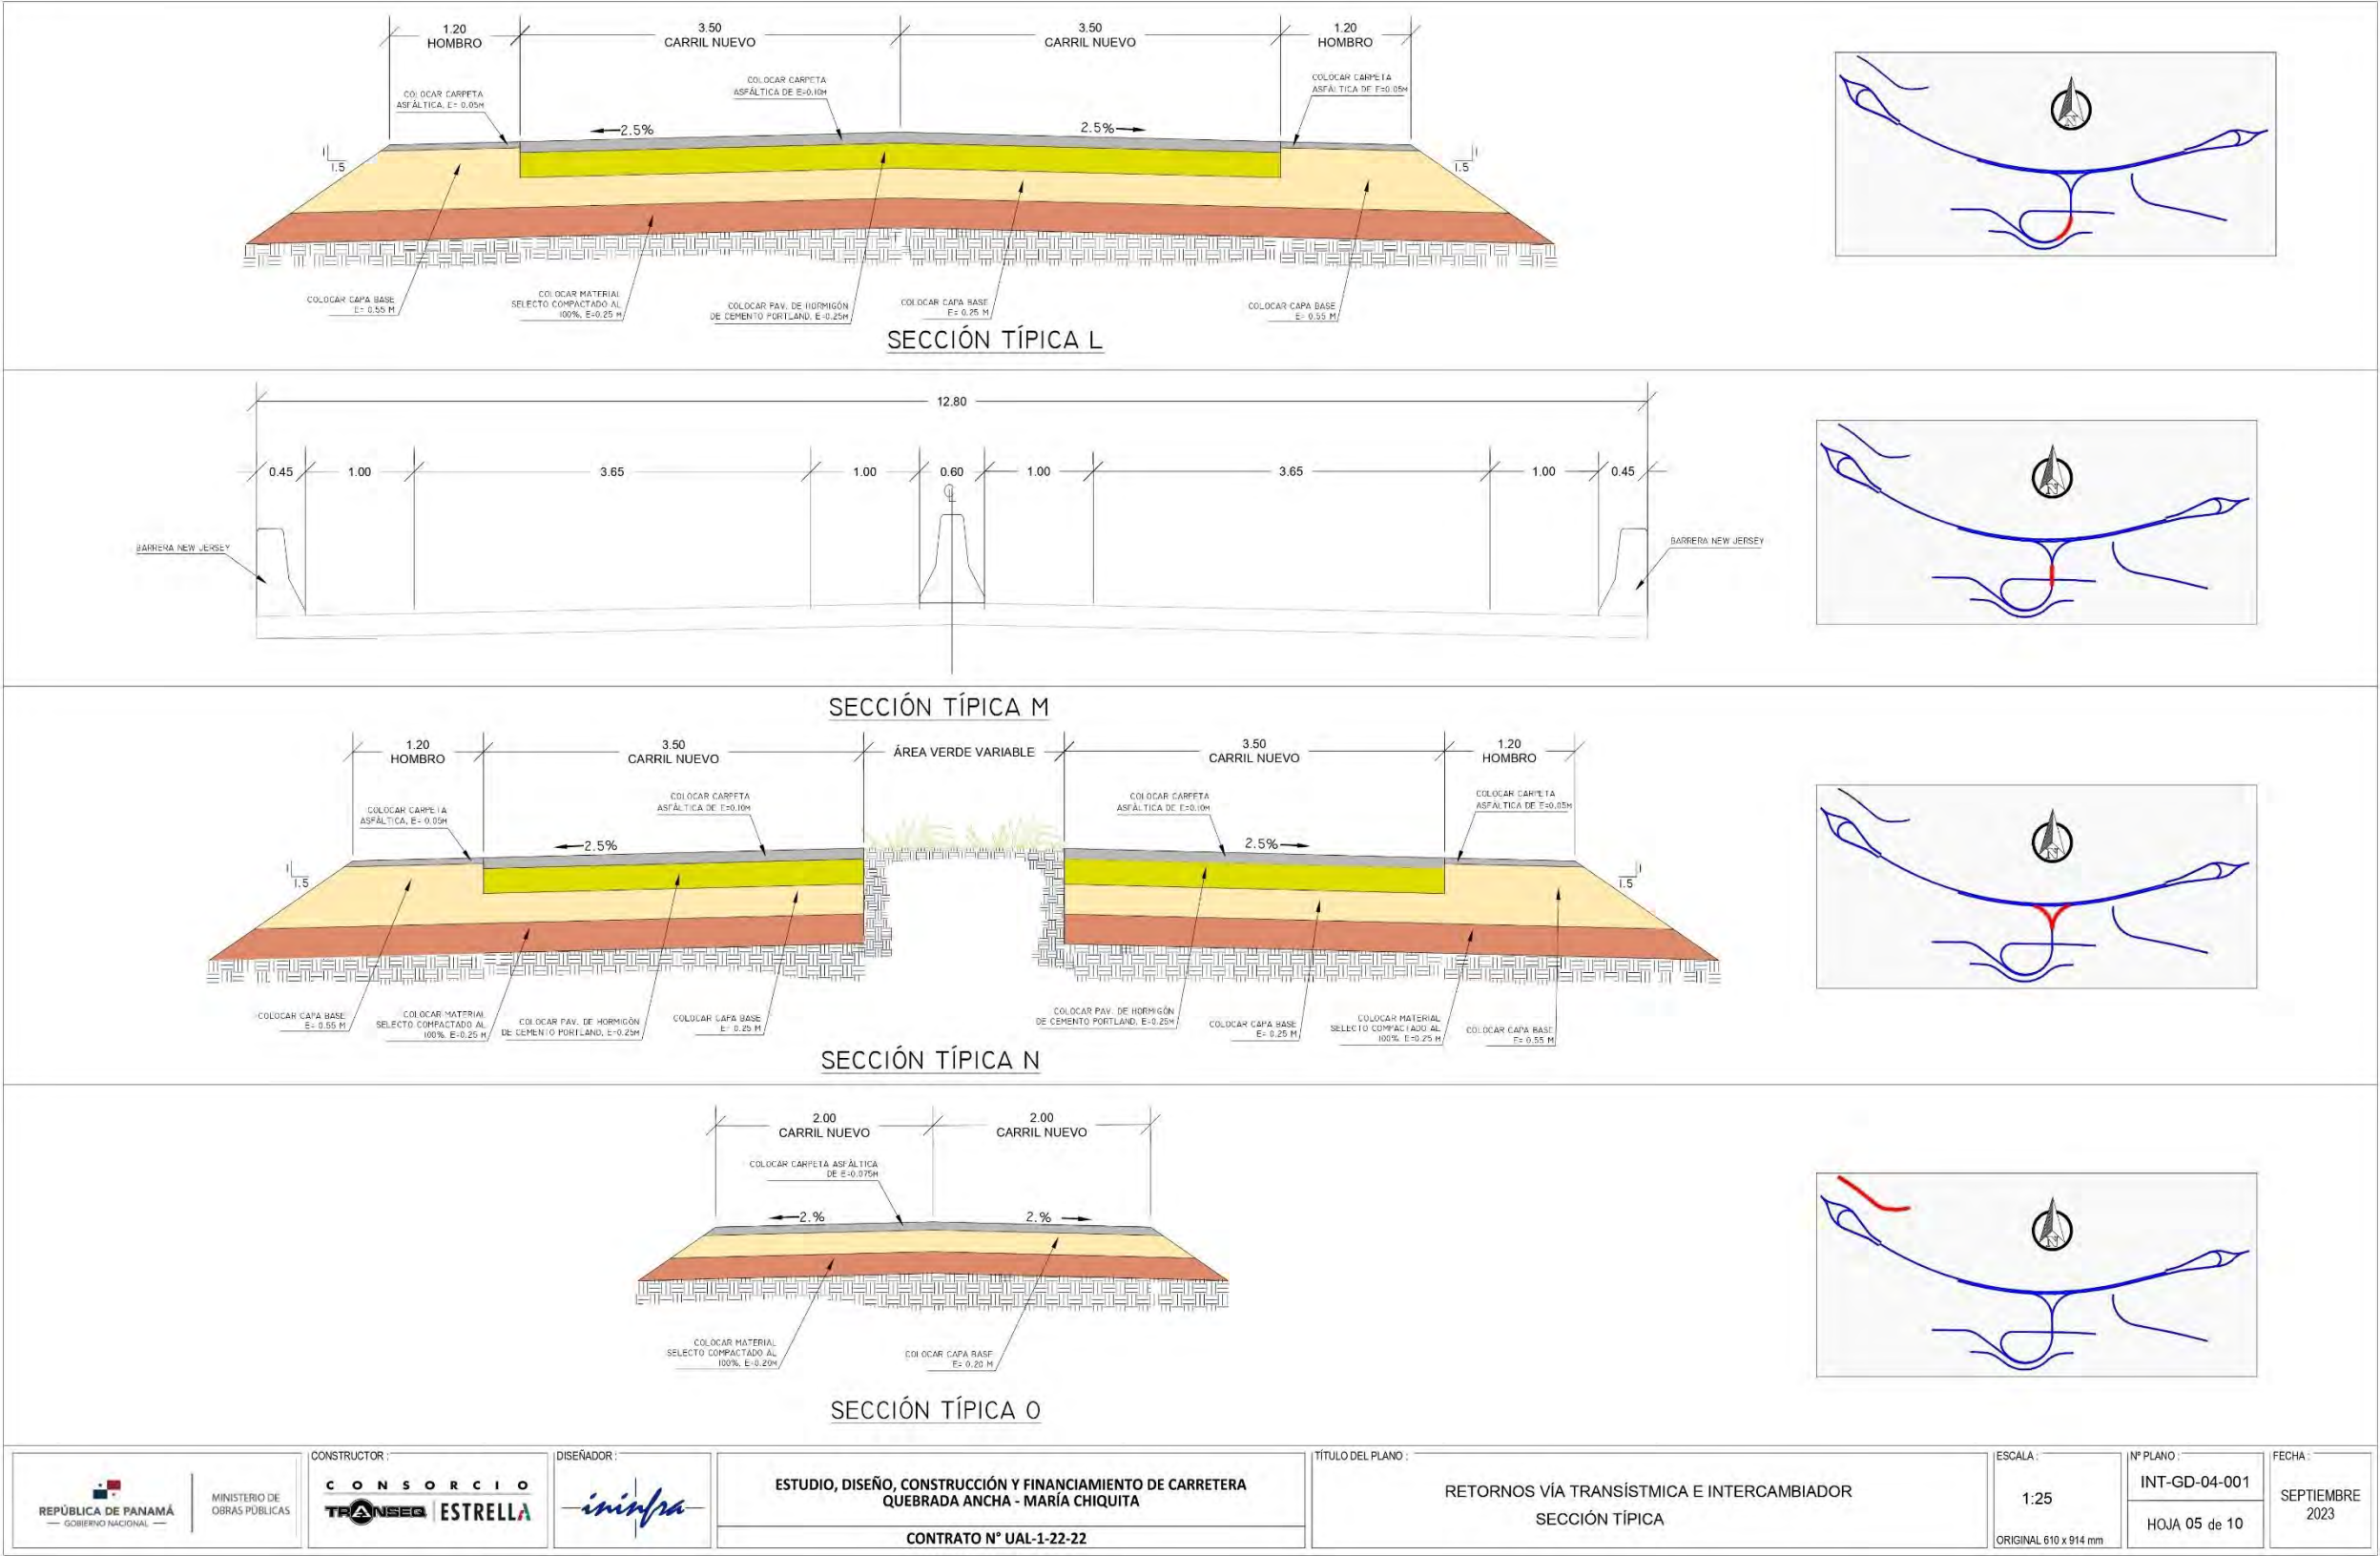 1.20
HOMBRO
3.50
CARRIL NUEVO
3.50
CARRIL NUEVO
1.20
HOMBRO
COLOCAR CARPETA
ASFÁLTICA, E= 0.05M
COLOCAR CARPETA
ASFÁLTICA DE E=0.10M
COLOCAR CARPETA
ASFÁLTICA DE E=0.05M
2.5%
2.5%
1
1.5
1
1.5
N
COLOCAR CAPA BASE
E= 0.55 M
COLOCAR MATERIAL
SELECTO COMPACTADO AL
100%, E=0.25 M
COLOCAR PAV. DE HORMIGÓN
DE CEMENTO PORTLAND, E=0.25M
COLOCAR CAPA BASE
E= 0.25 M
COLOCAR CAPA BASE
E= 0.55 M
SECCIÓN TÍPICA L
12.80
0.45
1.00
3.65
1.00
0.60
1.00
3.65
1.00
0.45
BARRERA NEW JERSEY
BARRERA NEW JERSEY
N
SECCIÓN TÍPICA M
1.20
HOMBRO
3.50
CARRIL NUEVO
ÁREA VERDE VARIABLE
3.50
CARRIL NUEVO
1.20
HOMBRO
COLOCAR CARPETA
ASFÁLTICA, E= 0.05M
COLOCAR CARPETA
ASFÁLTICA DE E=0.10M
COLOCAR CARPETA
ASFÁLTICA DE E=0.10M
COLOCAR CARPETA
ASFÁLTICA DE E=0.05M
2.5%
2.5%
1
1.5
1
1.5
N
COLOCAR CAPA BASE
E= 0.55 M
COLOCAR MATERIAL
SELECTO COMPACTADO AL
100%, E=0.25 M
COLOCAR PAV. DE HORMIGÓN
DE CEMENTO PORTLAND, E=0.25M
COLOCAR CAPA BASE
E= 0.25 M
COLOCAR PAV. DE HORMIGÓN
DE CEMENTO PORTLAND, E=0.25M
COLOCAR CAPA BASE
E= 0.25 M
COLOCAR MATERIAL
SELECTO COMPACTADO AL
100%, E=0.25 M
COLOCAR CAPA BASE
E= 0.55 M
SECCIÓN TÍPICA N
2.00
CARRIL NUEVO
2.00
CARRIL NUEVO
COLOCAR CARPETA ASFÁLTICA
DE E=0.075M
2.%
2.%
N
COLOCAR MATERIAL
SELECTO COMPACTADO AL
100%, E=0.20M
COLOCAR CAPA BASE
E= 0.20 M
SECCIÓN TÍPICA O
REPÚBLICA DE PANAMÁ
— GOBIERNO NACIONAL —
MINISTERIO DE
OBRAS PÚBLICAS
CONSTRUCTOR :
CONSORCIO
TRANSEQ ESTRELLA
DISEÑADOR :
ininfra
ESTUDIO, DISEÑO, CONSTRUCCIÓN Y FINANCIAMIENTO DE CARRETERA
QUEBRADA ANCHA - MARÍA CHIQUITA
CONTRATO N° UAL-1-22-22
TÍTULO DEL PLANO :
RETORNOS VÍA TRANSÍSTMICA E INTERCAMBIADOR
SECCIÓN TÍPICA
ESCALA :
1:25
ORIGINAL 610 x 914 mm
Nº PLANO :
INT-GD-04-001
HOJA 05 de 10
FECHA :
SEPTIEMBRE
2023